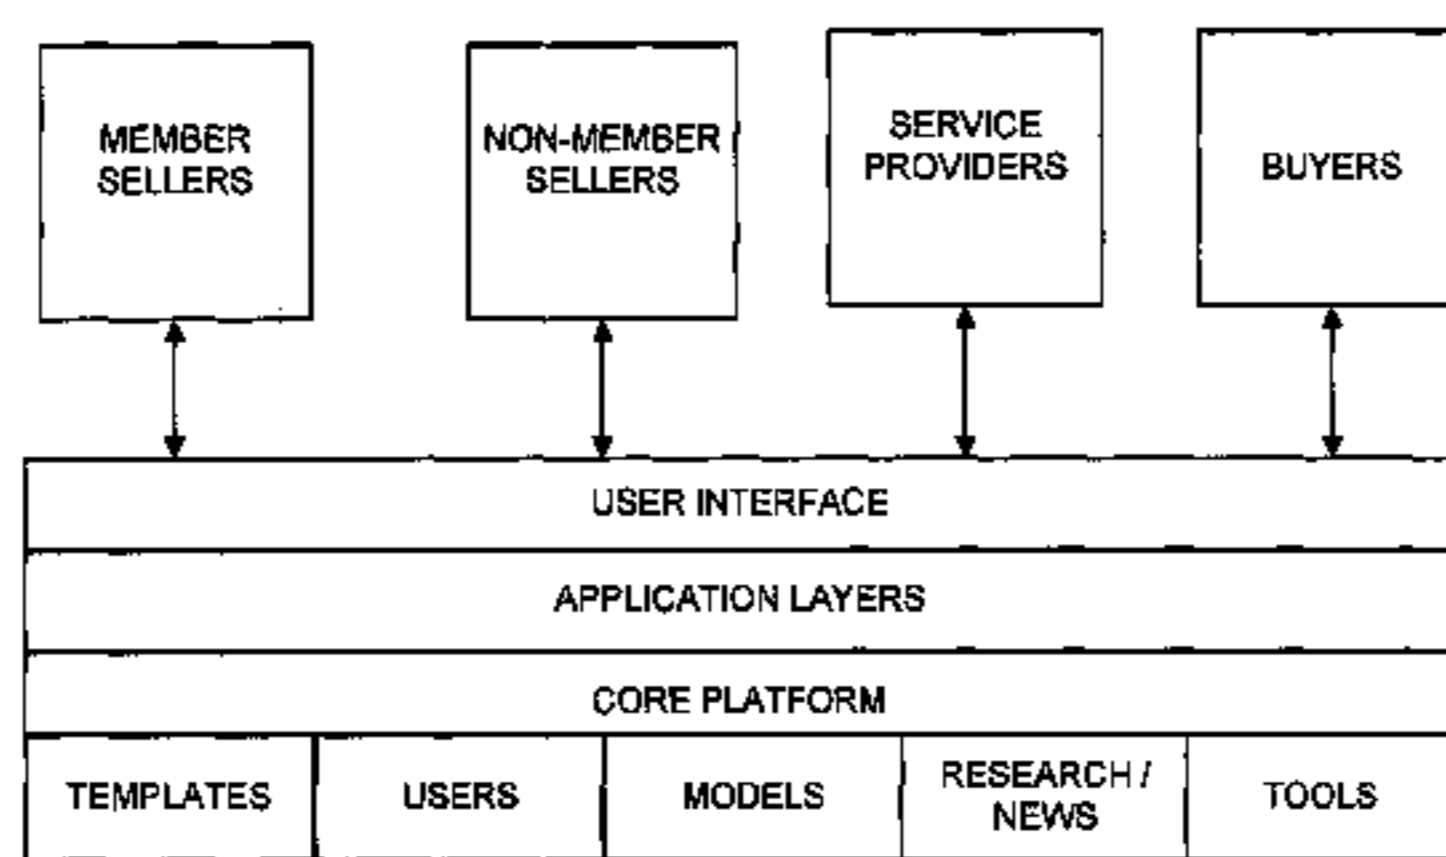 MEMBER
SELLERS
NON-MEMBER
SELLERS
SERVICE
PROVIDERS
BUYERS
USER INTERFACE
APPLICATION LAYERS
CORE PLATFORM
TEMPLATES
USERS
MODELS
RESEARCH /
NEWS
TOOLS